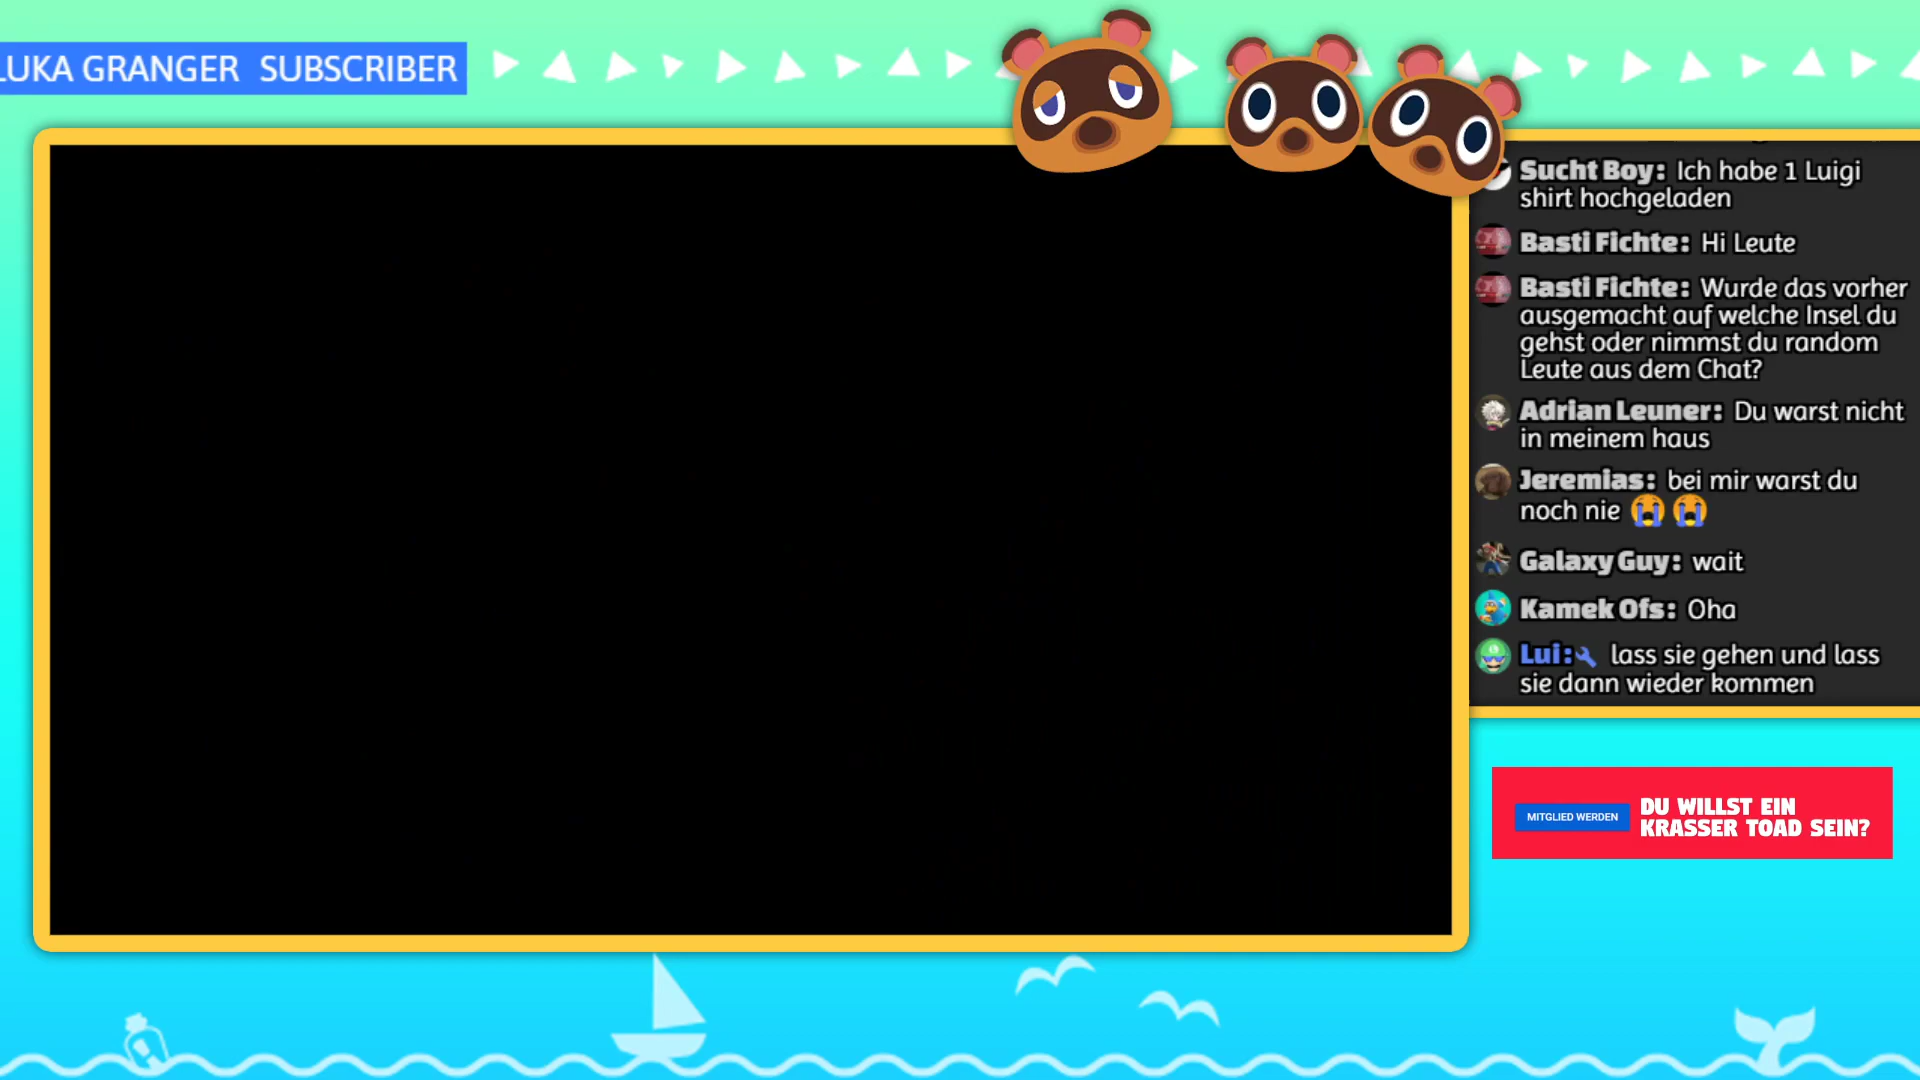 LUKA GRANGER SUBSCRIBER
Sucht Boy: Ich habe 1 Luigi
shirt hochgeladen
Basti Fichte: Hi Leute
Basti Fichte: Wurde das vorher
ausgemacht auf welche Insel du
gehst oder nimmst du random
Leute aus dem Chat?
Adrian Leuner: Du warst nicht
in meinem haus
Jeremias: bei mir warst du
noch nie 😭 😭
Galaxy Guy: wait
Kamek Ofs: Oha
Lui: lass sie gehen und lass
sie dann wieder kommen
MITGLIED WERDEN
DU WILLST EIN
KRASSER TOAD SEIN?